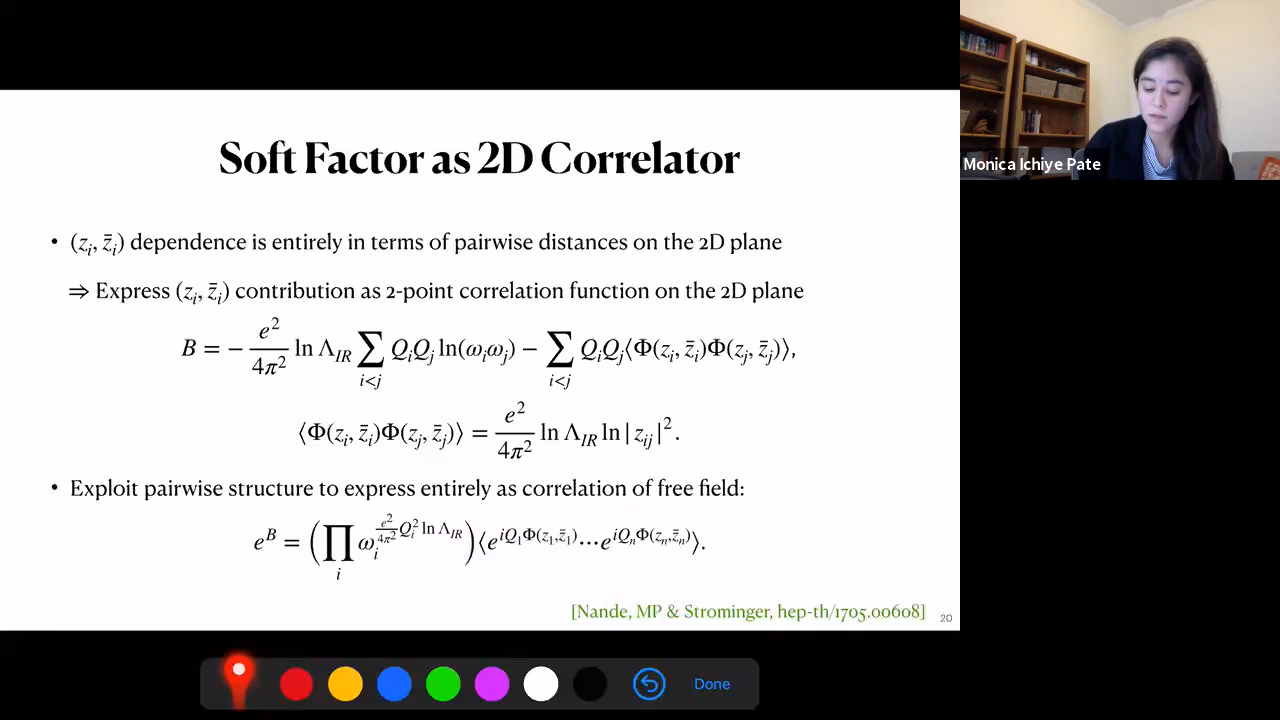 Soft Factor as 2D Correlator
• (z_i, z̄_i) dependence is entirely in terms of pairwise distances on the 2D plane
⇒ Express (z_i, z̄_i) contribution as 2-point correlation function on the 2D plane
B = − e²/4π² ln Λ_IR ∑_{i<j} Q_i Q_j ln(ω_i ω_j) − ∑_{i<j} Q_i Q_j ⟨Φ(z_i, z̄_i)Φ(z_j, z̄_j)⟩,
⟨Φ(z_i, z̄_i)Φ(z_j, z̄_j)⟩ = e²/4π² ln Λ_IR ln | z_ij |².
• Exploit pairwise structure to express entirely as correlation of free field:
e^B = (∏_i ω_i^{e²/4π² Q_i² ln Λ_IR}) ⟨e^{iQ_1Φ(z_1,z̄_1)}⋯e^{iQ_nΦ(z_n,z̄_n)}⟩.
[Nande, MP & Strominger, hep-th/1705.00608]
20
Monica Ichiye Pate
Done